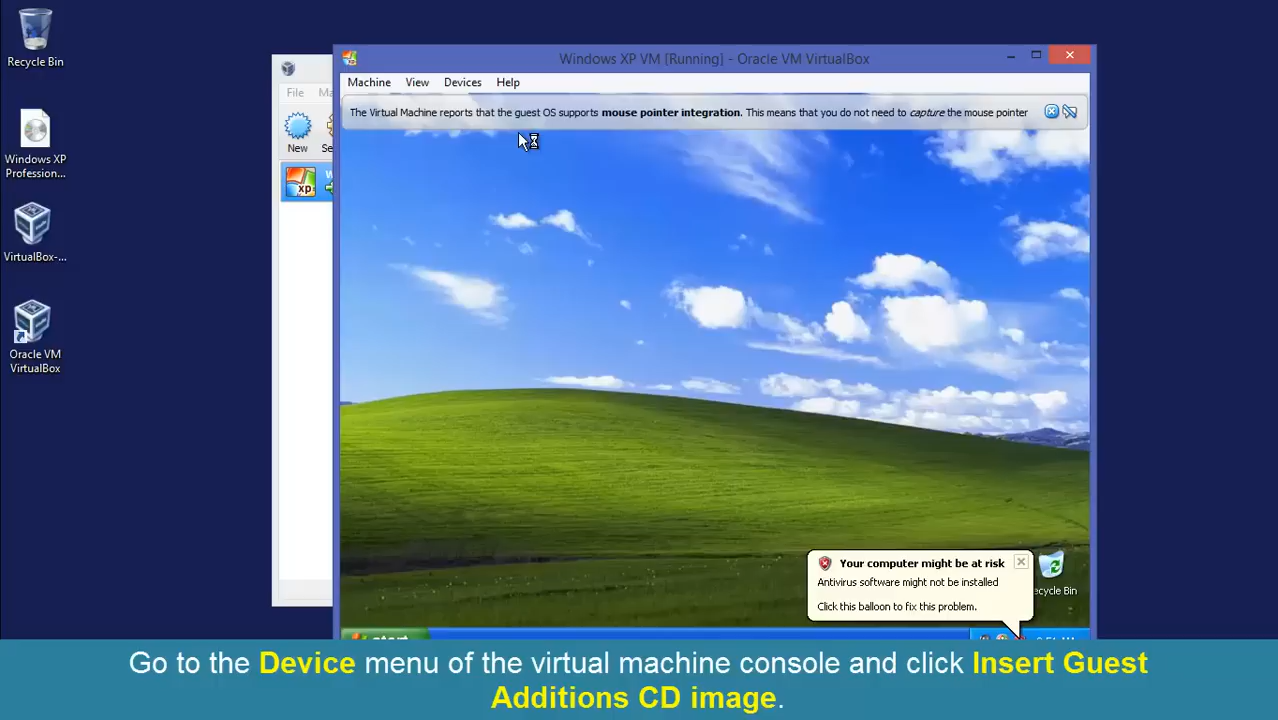 Recycle Bin
Windows XP
Profession...
VirtualBox-...
Oracle VM
VirtualBox
File
New
xp
Windows XP VM [Running] - Oracle VM VirtualBox
Machine View Devices Help
The Virtual Machine reports that the guest OS supports mouse pointer integration. This means that you do not need to capture the mouse pointer
Your computer might be at risk
Antivirus software might not be installed
Click this balloon to fix this problem.
ecycle Bin
start
Go to the Device menu of the virtual machine console and click Insert Guest
Additions CD image.